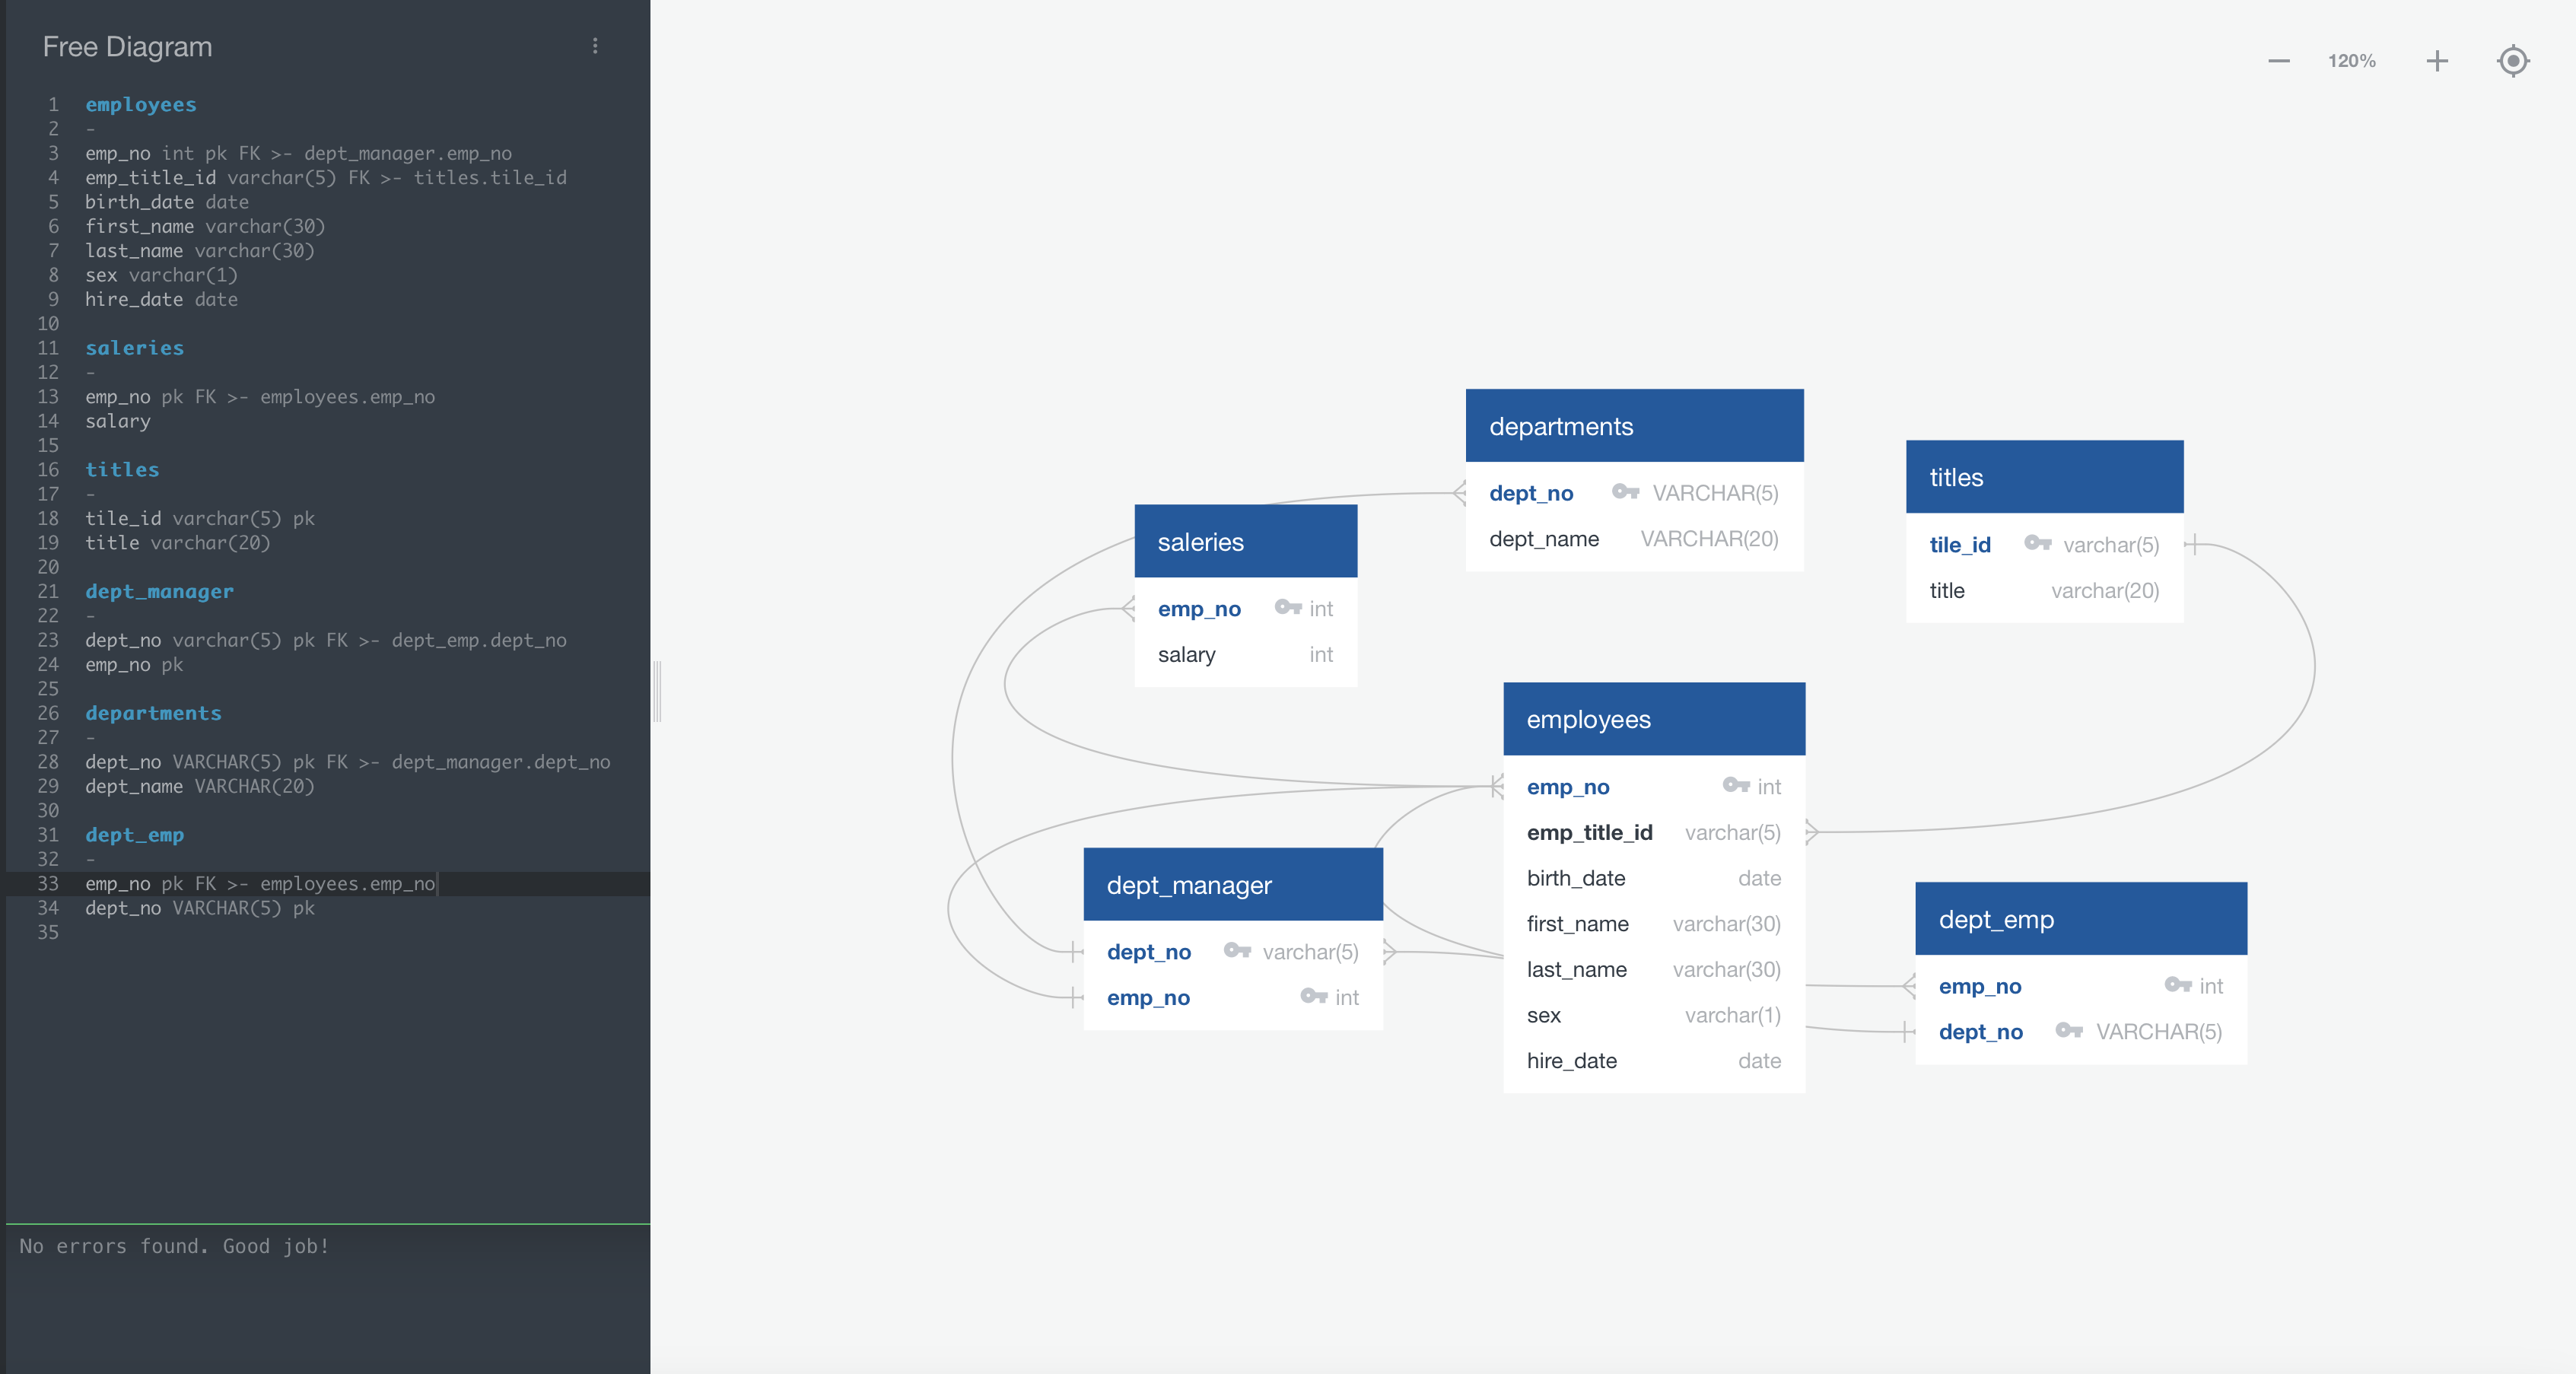 Free Diagram
1 employees
2 -
3 emp_no int pk FK >- dept_manager.emp_no
4 emp_title_id varchar(5) FK >- titles.tile_id
5 birth_date date
6 first_name varchar(30)
7 last_name varchar(30)
8 sex varchar(1)
9 hire_date date
10
11 saleries
12 -
13 emp_no pk FK >- employees.emp_no
14 salary
15
16 titles
17 -
18 tile_id varchar(5) pk
19 title varchar(20)
20
21 dept_manager
22 -
23 dept_no varchar(5) pk FK >- dept_emp.dept_no
24 emp_no pk
25
26 departments
27 -
28 dept_no VARCHAR(5) pk FK >- dept_manager.dept_no
29 dept_name VARCHAR(20)
30
31 dept_emp
32 -
33 emp_no pk FK >- employees.emp_no
34 dept_no VARCHAR(5) pk
35
No errors found. Good job!
120%
departments
dept_no VARCHAR(5)
dept_name VARCHAR(20)
titles
tile_id varchar(5)
title varchar(20)
saleries
emp_no int
salary int
employees
emp_no int
emp_title_id varchar(5)
birth_date date
first_name varchar(30)
last_name varchar(30)
sex varchar(1)
hire_date date
dept_manager
dept_no varchar(5)
emp_no int
dept_emp
emp_no int
dept_no VARCHAR(5)